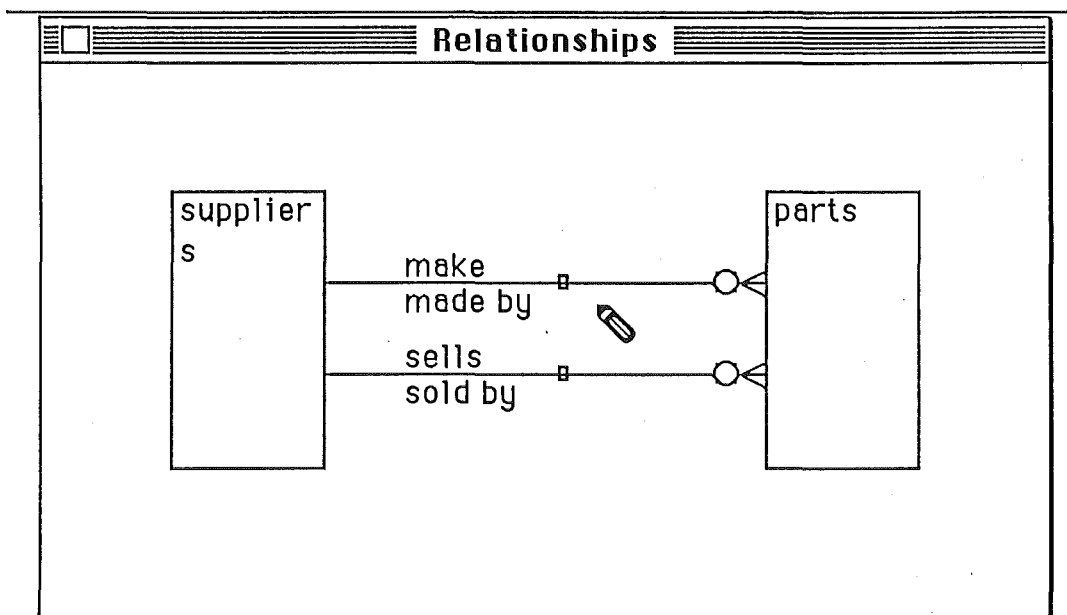 Relationships
supplier
s
parts
make
made by
sells
sold by